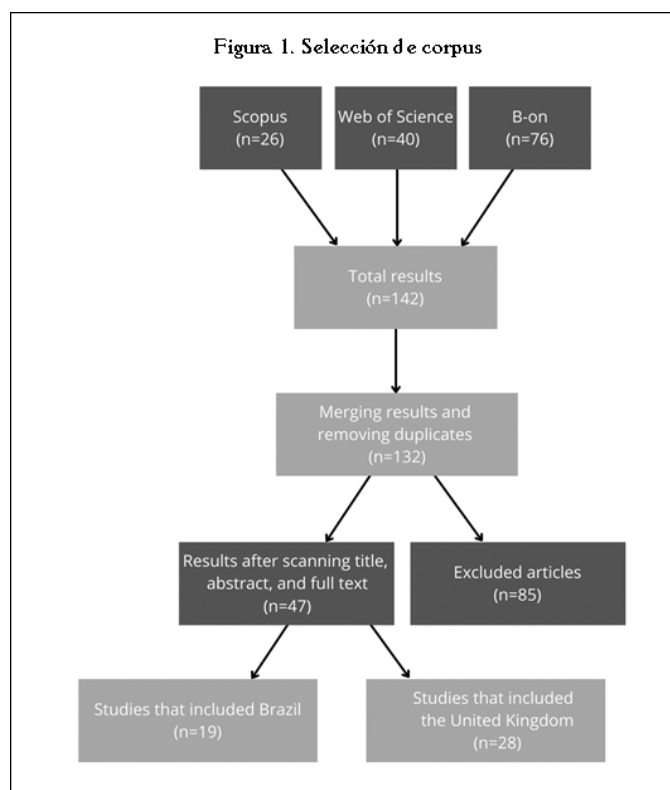 Figura 1. Selección de corpus
Scopus
(n=26)
Web of Science
(n=40)
B-on
(n=76)
Total results
(n=142)
Merging results and
removing duplicates
(n=132)
Results after scanning title,
abstract, and full text
(n=47)
Excluded articles
(n=85)
Studies that included Brazil
(n=19)
Studies that included
the United Kingdom
(n=28)